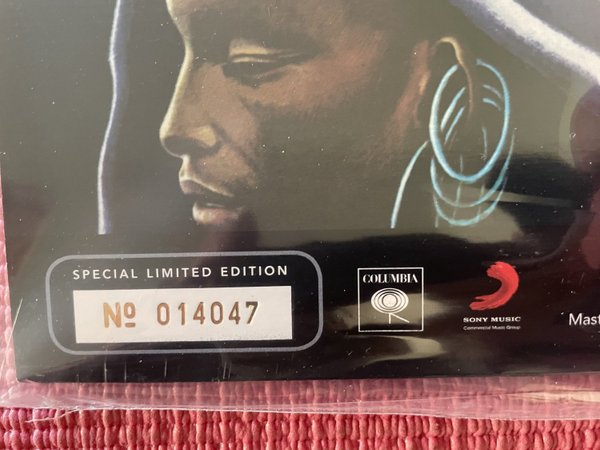 SPECIAL LIMITED EDITION
Nº 014047
COLUMBIA
SONY MUSIC
Commercial Music Group
Mast